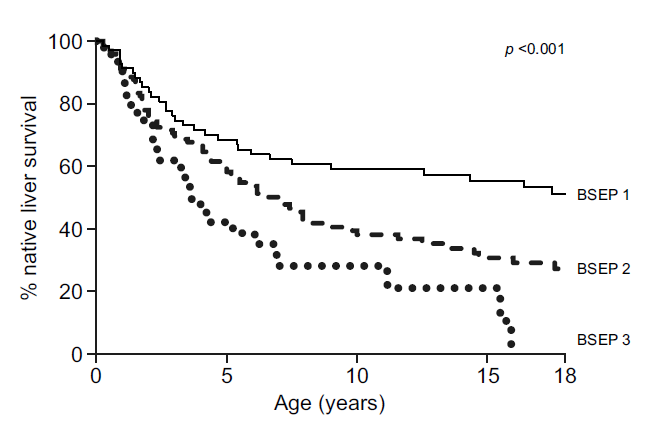 p <0.001
% native liver survival
100
80
60
40
20
0
BSEP 1
BSEP 2
BSEP 3
0 5 10 15 18
Age (years)